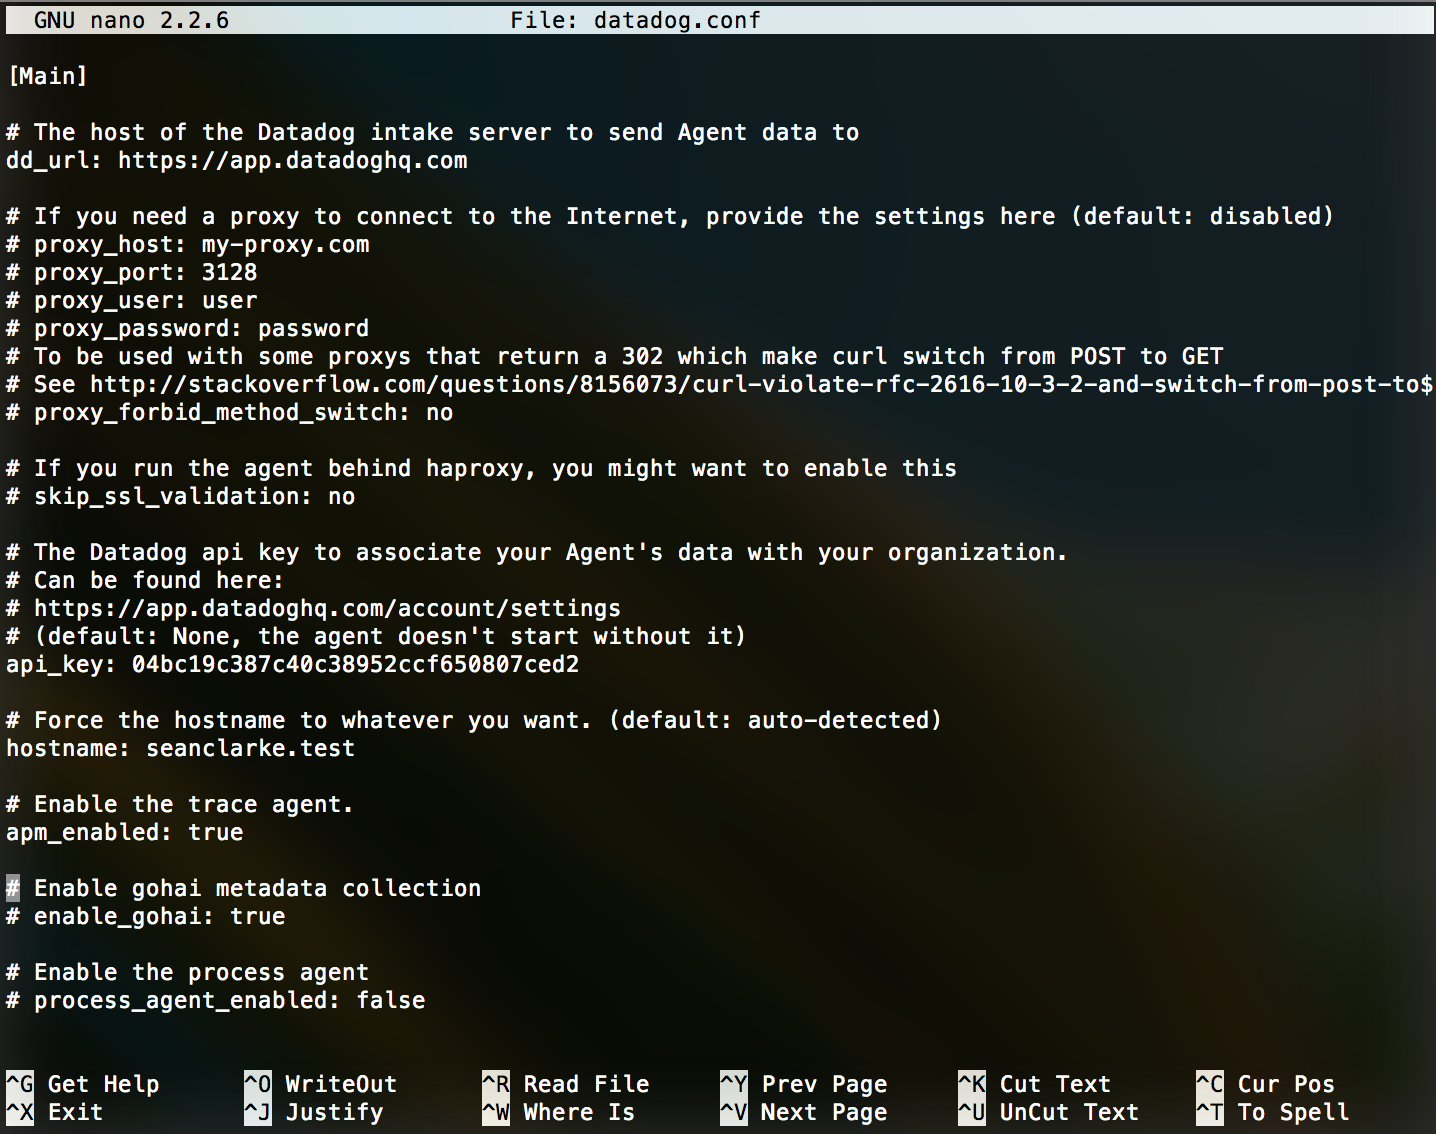 GNU nano 2.2.6 File: datadog.conf
[Main]
# The host of the Datadog intake server to send Agent data to
dd_url: https://app.datadoghq.com
# If you need a proxy to connect to the Internet, provide the settings here (default: disabled)
# proxy_host: my-proxy.com
# proxy_port: 3128
# proxy_user: user
# proxy_password: password
# To be used with some proxys that return a 302 which make curl switch from POST to GET
# See http://stackoverflow.com/questions/8156073/curl-violate-rfc-2616-10-3-2-and-switch-from-post-to$
# proxy_forbid_method_switch: no
# If you run the agent behind haproxy, you might want to enable this
# skip_ssl_validation: no
# The Datadog api key to associate your Agent's data with your organization.
# Can be found here:
# https://app.datadoghq.com/account/settings
# (default: None, the agent doesn't start without it)
api_key: 04bc19c387c40c38952ccf650807ced2
# Force the hostname to whatever you want. (default: auto-detected)
hostname: seanclarke.test
# Enable the trace agent.
apm_enabled: true
# Enable gohai metadata collection
# enable_gohai: true
# Enable the process agent
# process_agent_enabled: false
^G Get Help ^O WriteOut ^R Read File ^Y Prev Page ^K Cut Text ^C Cur Pos
^X Exit ^J Justify ^W Where Is ^V Next Page ^U UnCut Text ^T To Spell